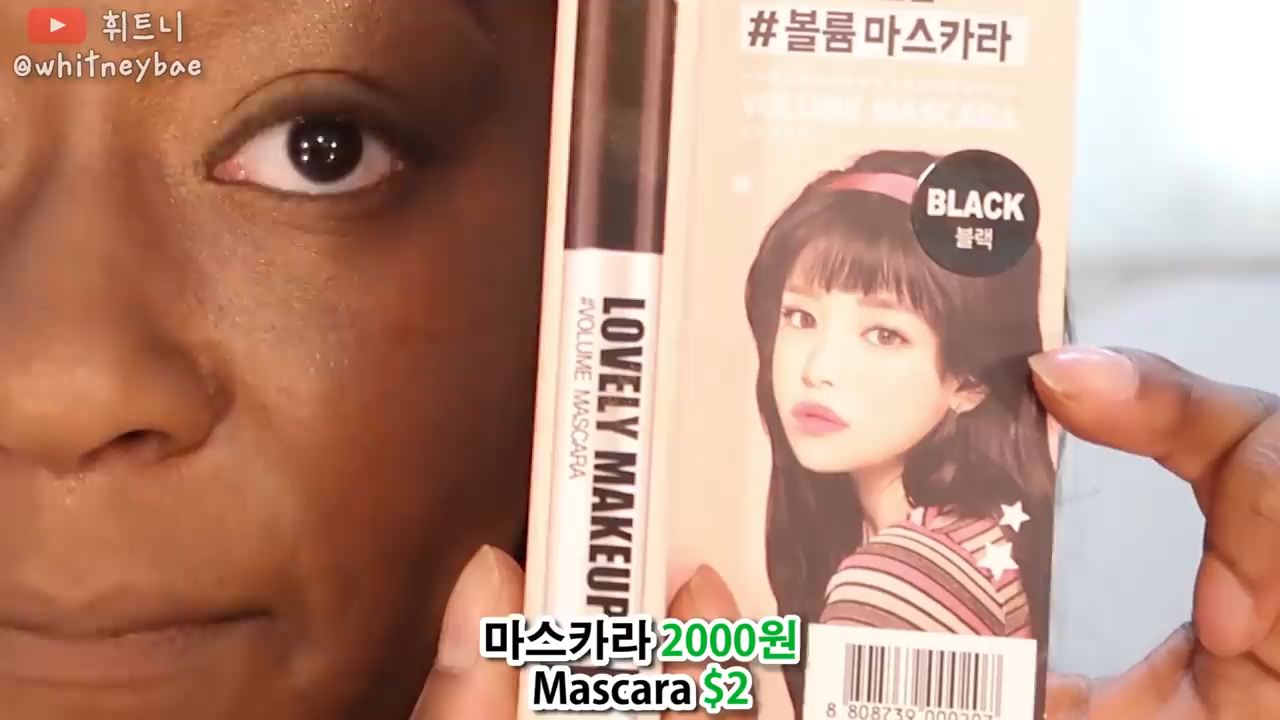 휘트니
@whitneybae
#볼륨 마스카라
VOLUME MASCARA
BLACK
블랙
LOVELY MAKEUP
#VOLUME MASCARA
마스카라 2000원
Mascara $2